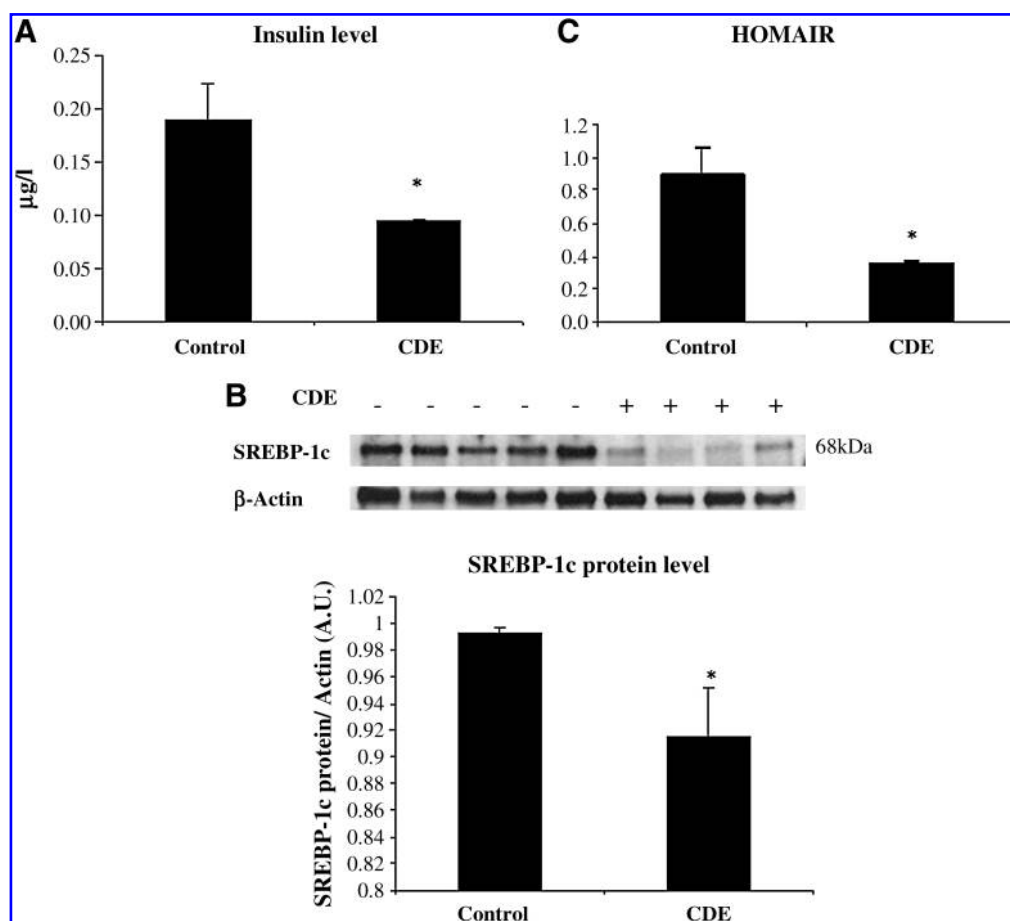 A
Insulin level
0.25
0.20
0.15
0.10
0.05
0.00
µg/l
*
Control CDE
C
HOMAIR
1.2
1.0
0.8
0.6
0.4
0.2
0.0
*
Control CDE
B
CDE - - - - - + + + +
SREBP-1c 68kDa
β-Actin
SREBP-1c protein level
SREBP-1c protein/ Actin (A.U.)
1.02
1
0.98
0.96
0.94
0.92
0.9
0.88
0.86
0.84
0.82
0.8
*
Control CDE